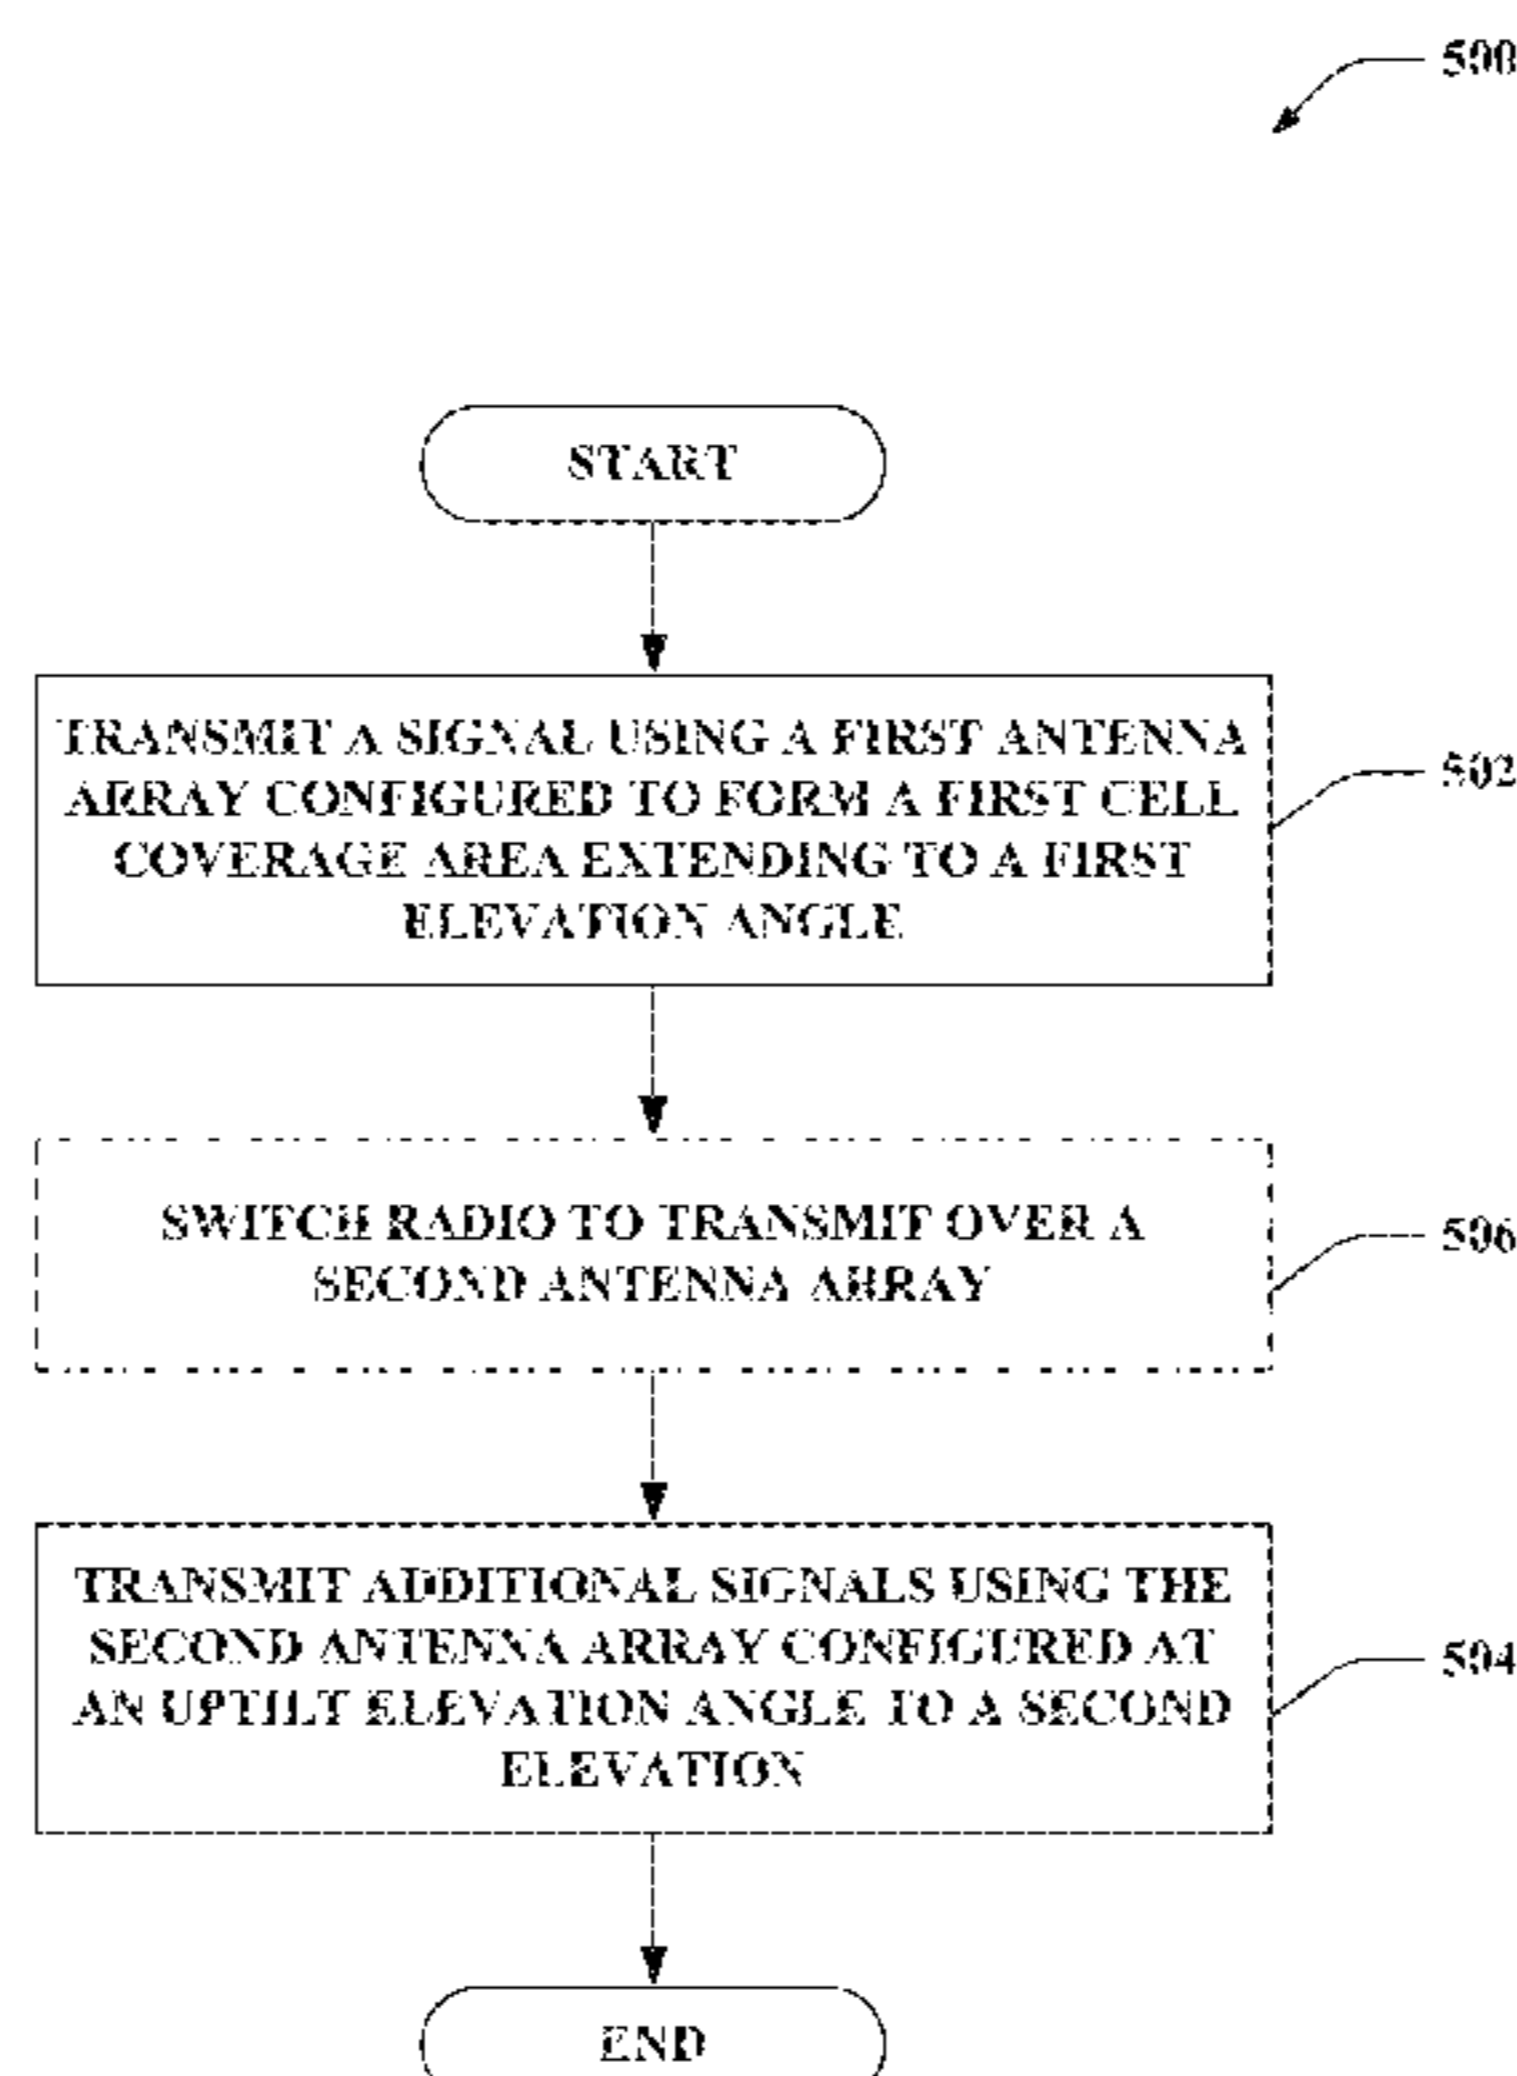 500
START
TRANSMIT A SIGNAL USING A FIRST ANTENNA
ARRAY CONFIGURED TO FORM A FIRST CELL
COVERAGE AREA EXTENDING TO A FIRST
ELEVATION ANGLE
502
SWITCH RADIO TO TRANSMIT OVER A
SECOND ANTENNA ARRAY
506
TRANSMIT ADDITIONAL SIGNALS USING THE
SECOND ANTENNA ARRAY CONFIGURED AT
AN UPTILT ELEVATION ANGLE TO A SECOND
ELEVATION
504
END